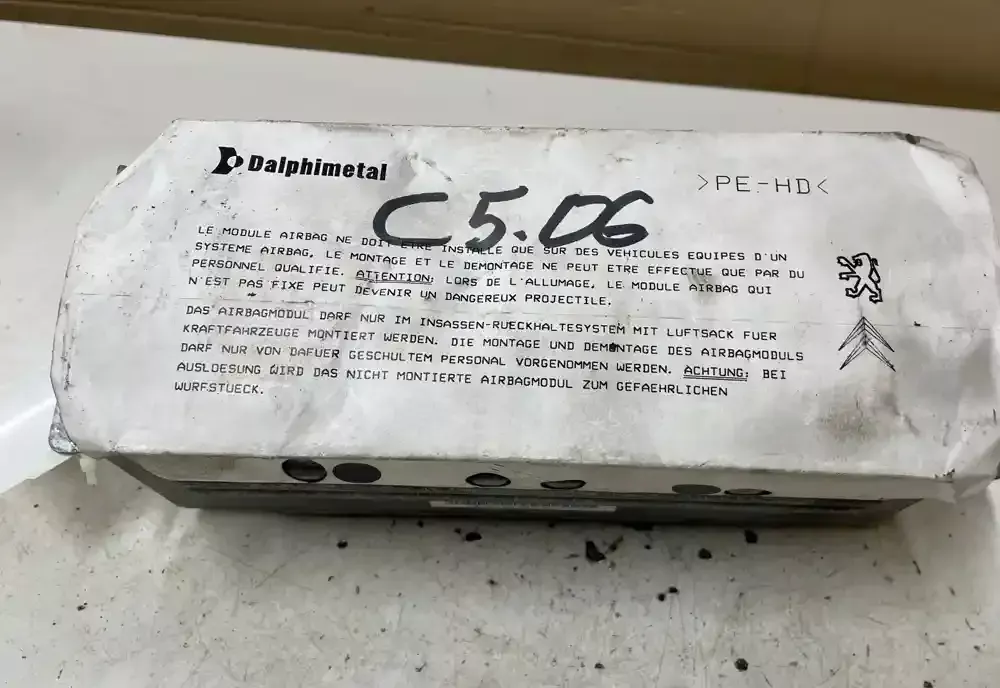 Dalphimetal
>PE-HD<
C5.06
LE MODULE AIRBAG NE DOIT ETRE INSTALLE QUE SUR DES VEHICULES EQUIPES D'UN
SYSTEME AIRBAG, LE MONTAGE ET LE DEMONTAGE NE PEUT ETRE EFFECTUE QUE PAR DU
PERSONNEL QUALIFIE. ATTENTION: LORS DE L'ALLUMAGE, LE MODULE AIRBAG QUI
N'EST PAS FIXE PEUT DEVENIR UN DANGEREUX PROJECTILE.
DAS AIRBAGMODUL DARF NUR IM INSASSEN-RUECKHALTESYSTEM MIT LUFTSACK FUER
KRAFTFAHRZEUGE MONTIERT WERDEN. DIE MONTAGE UND DEMONTAGE DES AIRBAGMODULS
DARF NUR VON DAFUER GESCHULTEM PERSONAL VORGENOMMEN WERDEN. ACHTUNG: BEI
AUSLOESUNG WIRD DAS NICHT MONTIERTE AIRBAGMODUL ZUM GEFAEHRLICHEN
WURFSTUECK.